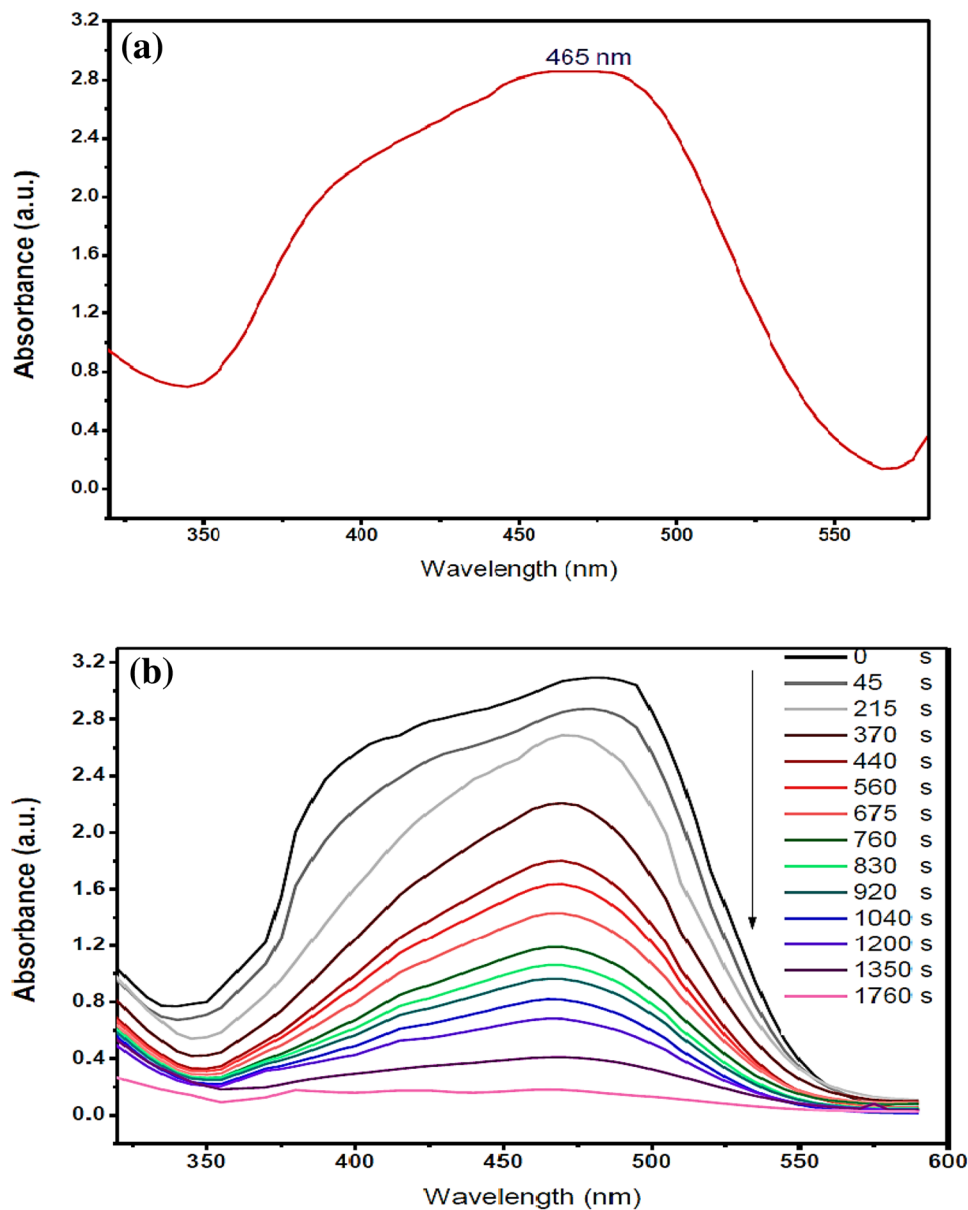 (a)
465 nm
3.2
2.8
2.4
2.0
1.6
1.2
0.8
0.4
0.0
Absorbance (a.u.)
350 400 450 500 550
Wavelength (nm)
(b)
3.2
2.8
2.4
2.0
1.6
1.2
0.8
0.4
0.0
Absorbance (a.u.)
0 s
45 s
215 s
370 s
440 s
560 s
675 s
760 s
830 s
920 s
1040 s
1200 s
1350 s
1760 s
350 400 450 500 550 600
Wavelength (nm)